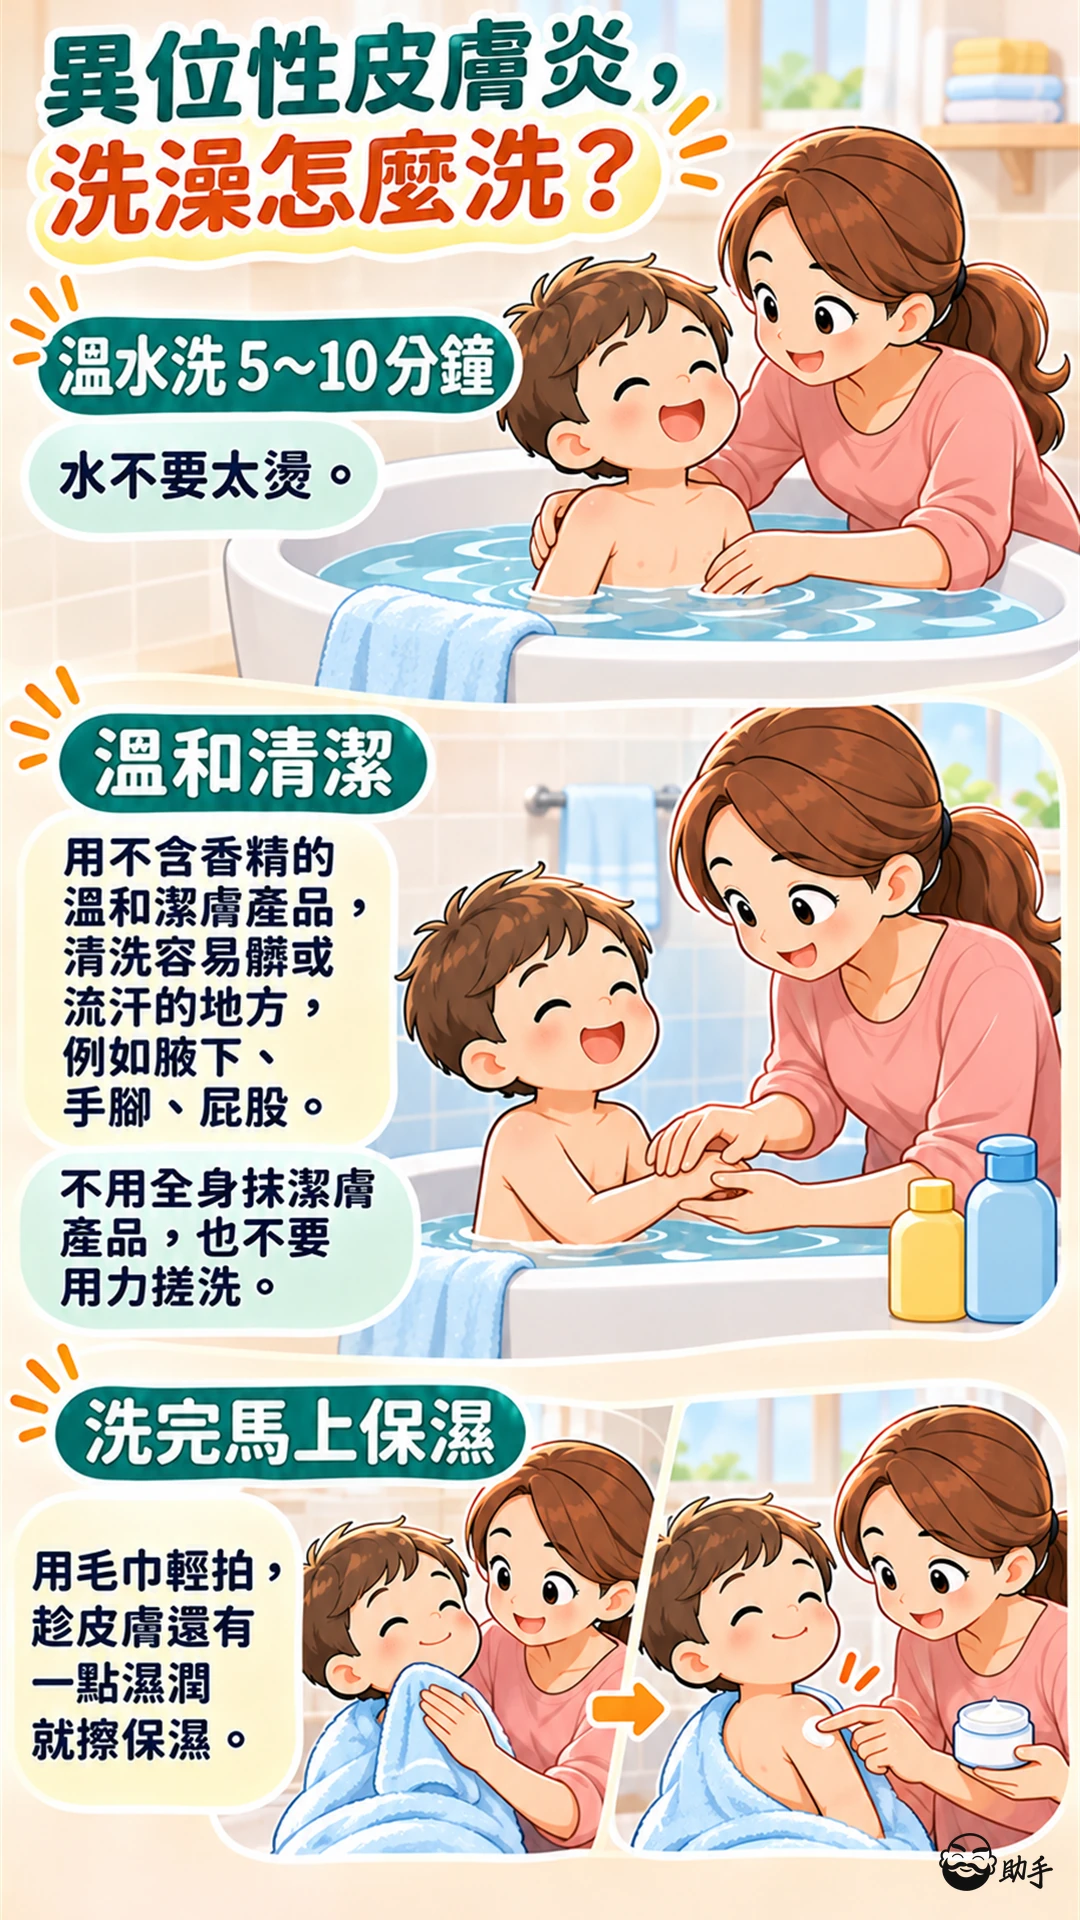 異位性皮膚炎，
洗澡怎麼洗？
溫水洗 5～10 分鐘
水不要太燙。
溫和清潔
用不含香精的
溫和潔膚產品，
清洗容易髒或
流汗的地方，
例如腋下、
手腳、屁股。
不用全身抹潔膚
產品，也不要
用力搓洗。
洗完馬上保濕
用毛巾輕拍，
趁皮膚還有
一點濕潤
就擦保濕。
助手